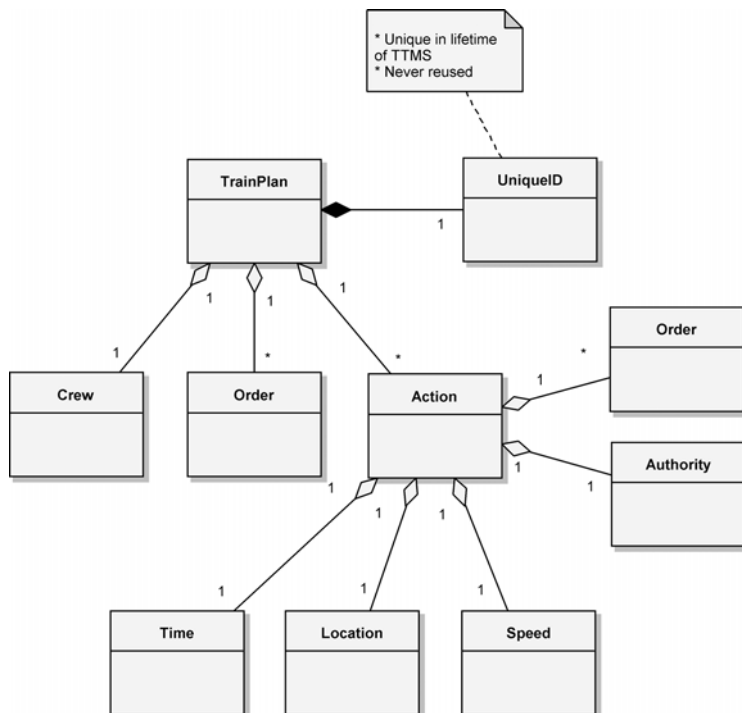 * Unique in lifetime
of TTMS
* Never reused
TrainPlan
UniqueID
1
1
1
1
1
*
*
Crew
Order
Action
Order
*
1
Authority
1
1
1
1
1
1
1
1
Time
Location
Speed